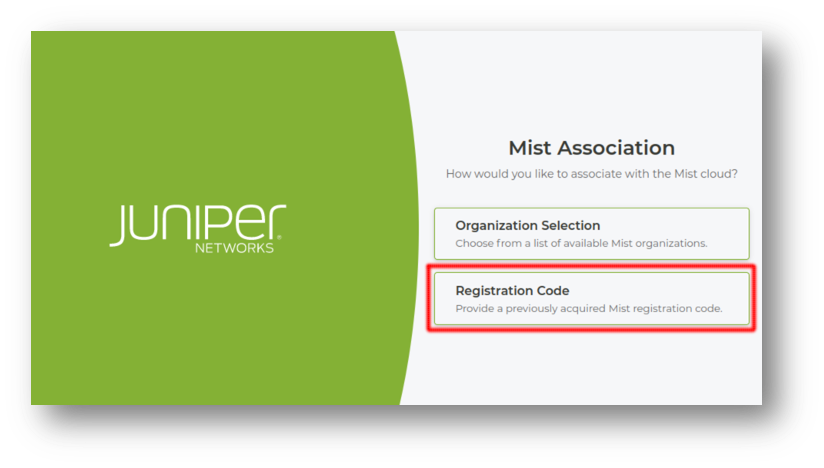 JUNIPER
NETWORKS
Mist Association
How would you like to associate with the Mist cloud?
Organization Selection
Choose from a list of available Mist organizations.
Registration Code
Provide a previously acquired Mist registration code.